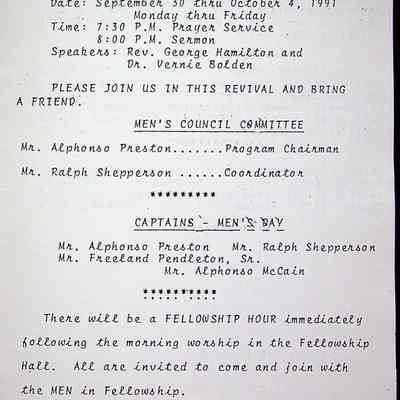 Date: September 30 thru October 4, 1991
Monday thru Friday
Time: 7:30 P.M. Prayer Service
8:00 P.M. Sermon
Speakers: Rev. George Hamilton and
Dr. Vernie Bolden
PLEASE JOIN US IN THIS REVIVAL AND BRING
A FRIEND.
MEN'S COUNCIL COMMITTEE
Mr. Alphonso Preston.......Program Chairman
Mr. Ralph Shepperson ......Coordinator
*********
CAPTAINS - MEN'S DAY
Mr. Alphonso Preston Mr. Ralph Shepperson
Mr. Freeland Pendleton, Sr.
Mr. Alphonso McCain
**********
There will be a FELLOWSHIP HOUR immediately
following the morning worship in the Fellowship
Hall. All are invited to come and join with
the MEN in Fellowship.